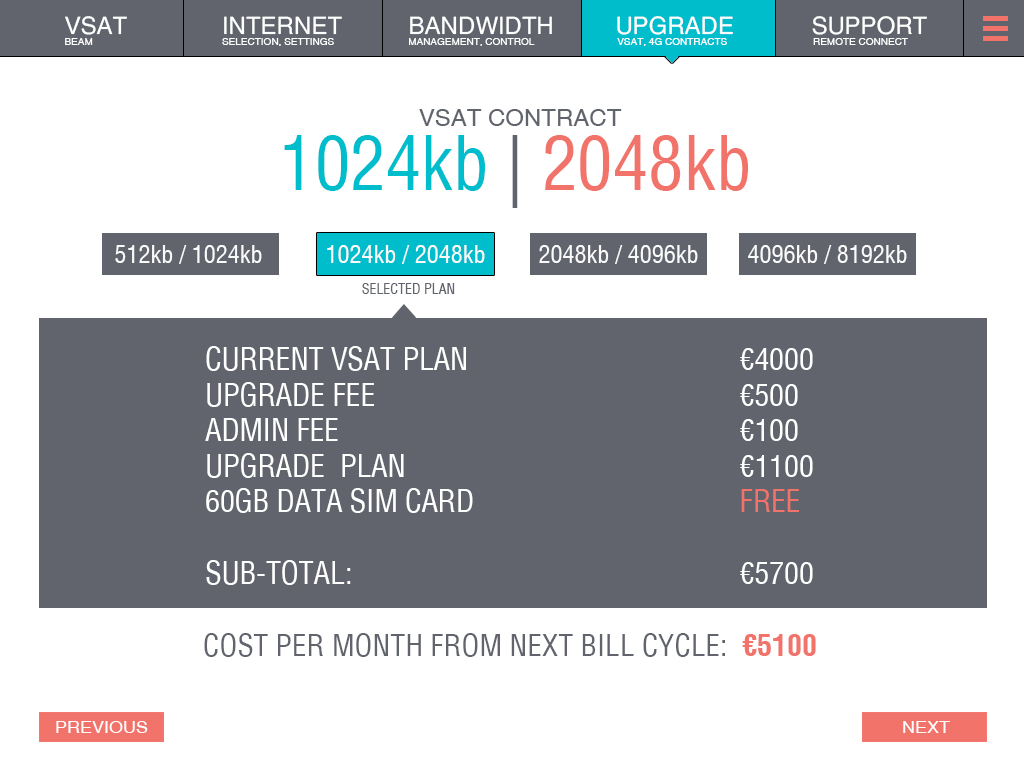 VSAT INTERNET BANDWIDTH UPGRADE SUPPORT
BEAM SELECTION, SETTINGS MANAGEMENT, CONTROL VSAT, 4G CONTRACTS REMOTE CONNECT
VSAT CONTRACT
1024kb | 2048kb
512kb / 1024kb 1024kb / 2048kb 2048kb / 4096kb 4096kb / 8192kb
SELECTED PLAN
CURRENT VSAT PLAN €4000
UPGRADE FEE €500
ADMIN FEE €100
UPGRADE PLAN €1100
60GB DATA SIM CARD FREE
SUB-TOTAL: €5700
COST PER MONTH FROM NEXT BILL CYCLE: €5100
PREVIOUS NEXT